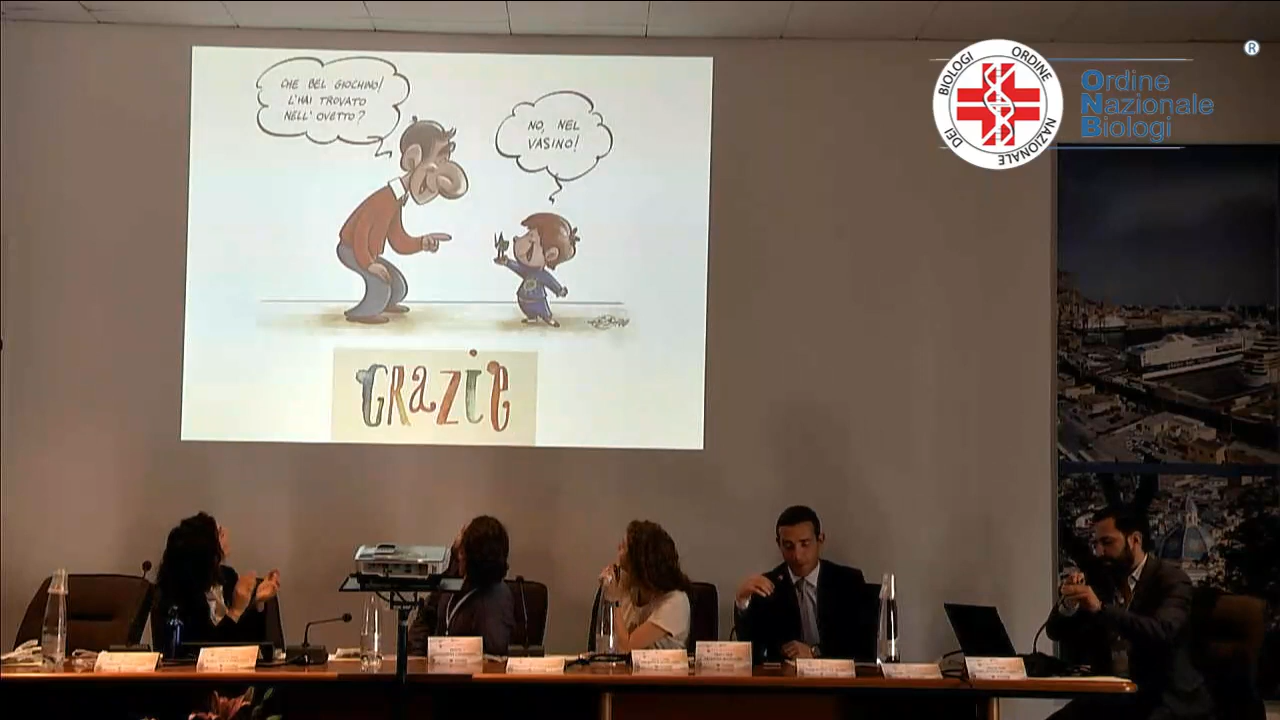 CHE BEL GIOCHINO!
L'HAI TROVATO
NELL' OVETTO?
NO, NEL
VASINO!
GRAZIE
ORDINE
NAZIONALE
DEI
BIOLOGI
Ordine
Nazionale
Biologi
®